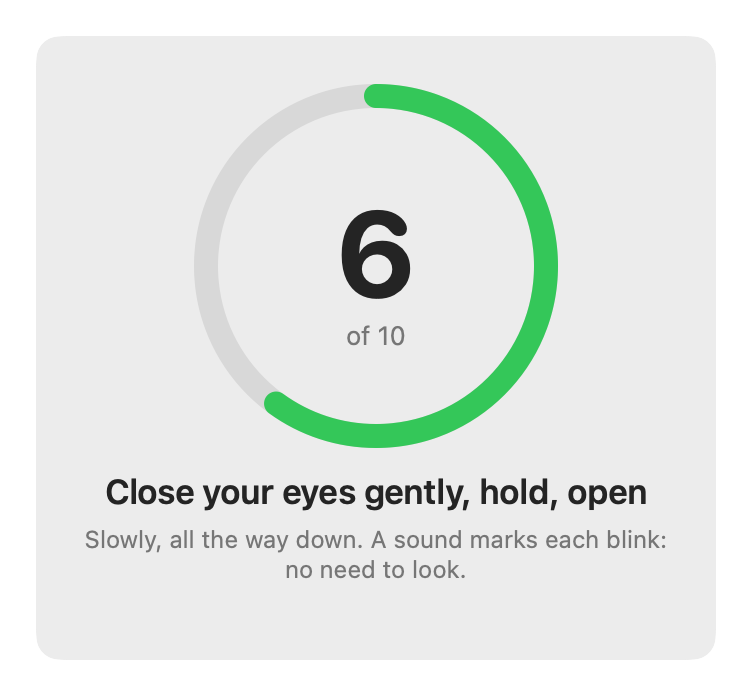 6
of 10
Close your eyes gently, hold, open
Slowly, all the way down. A sound marks each blink:
no need to look.